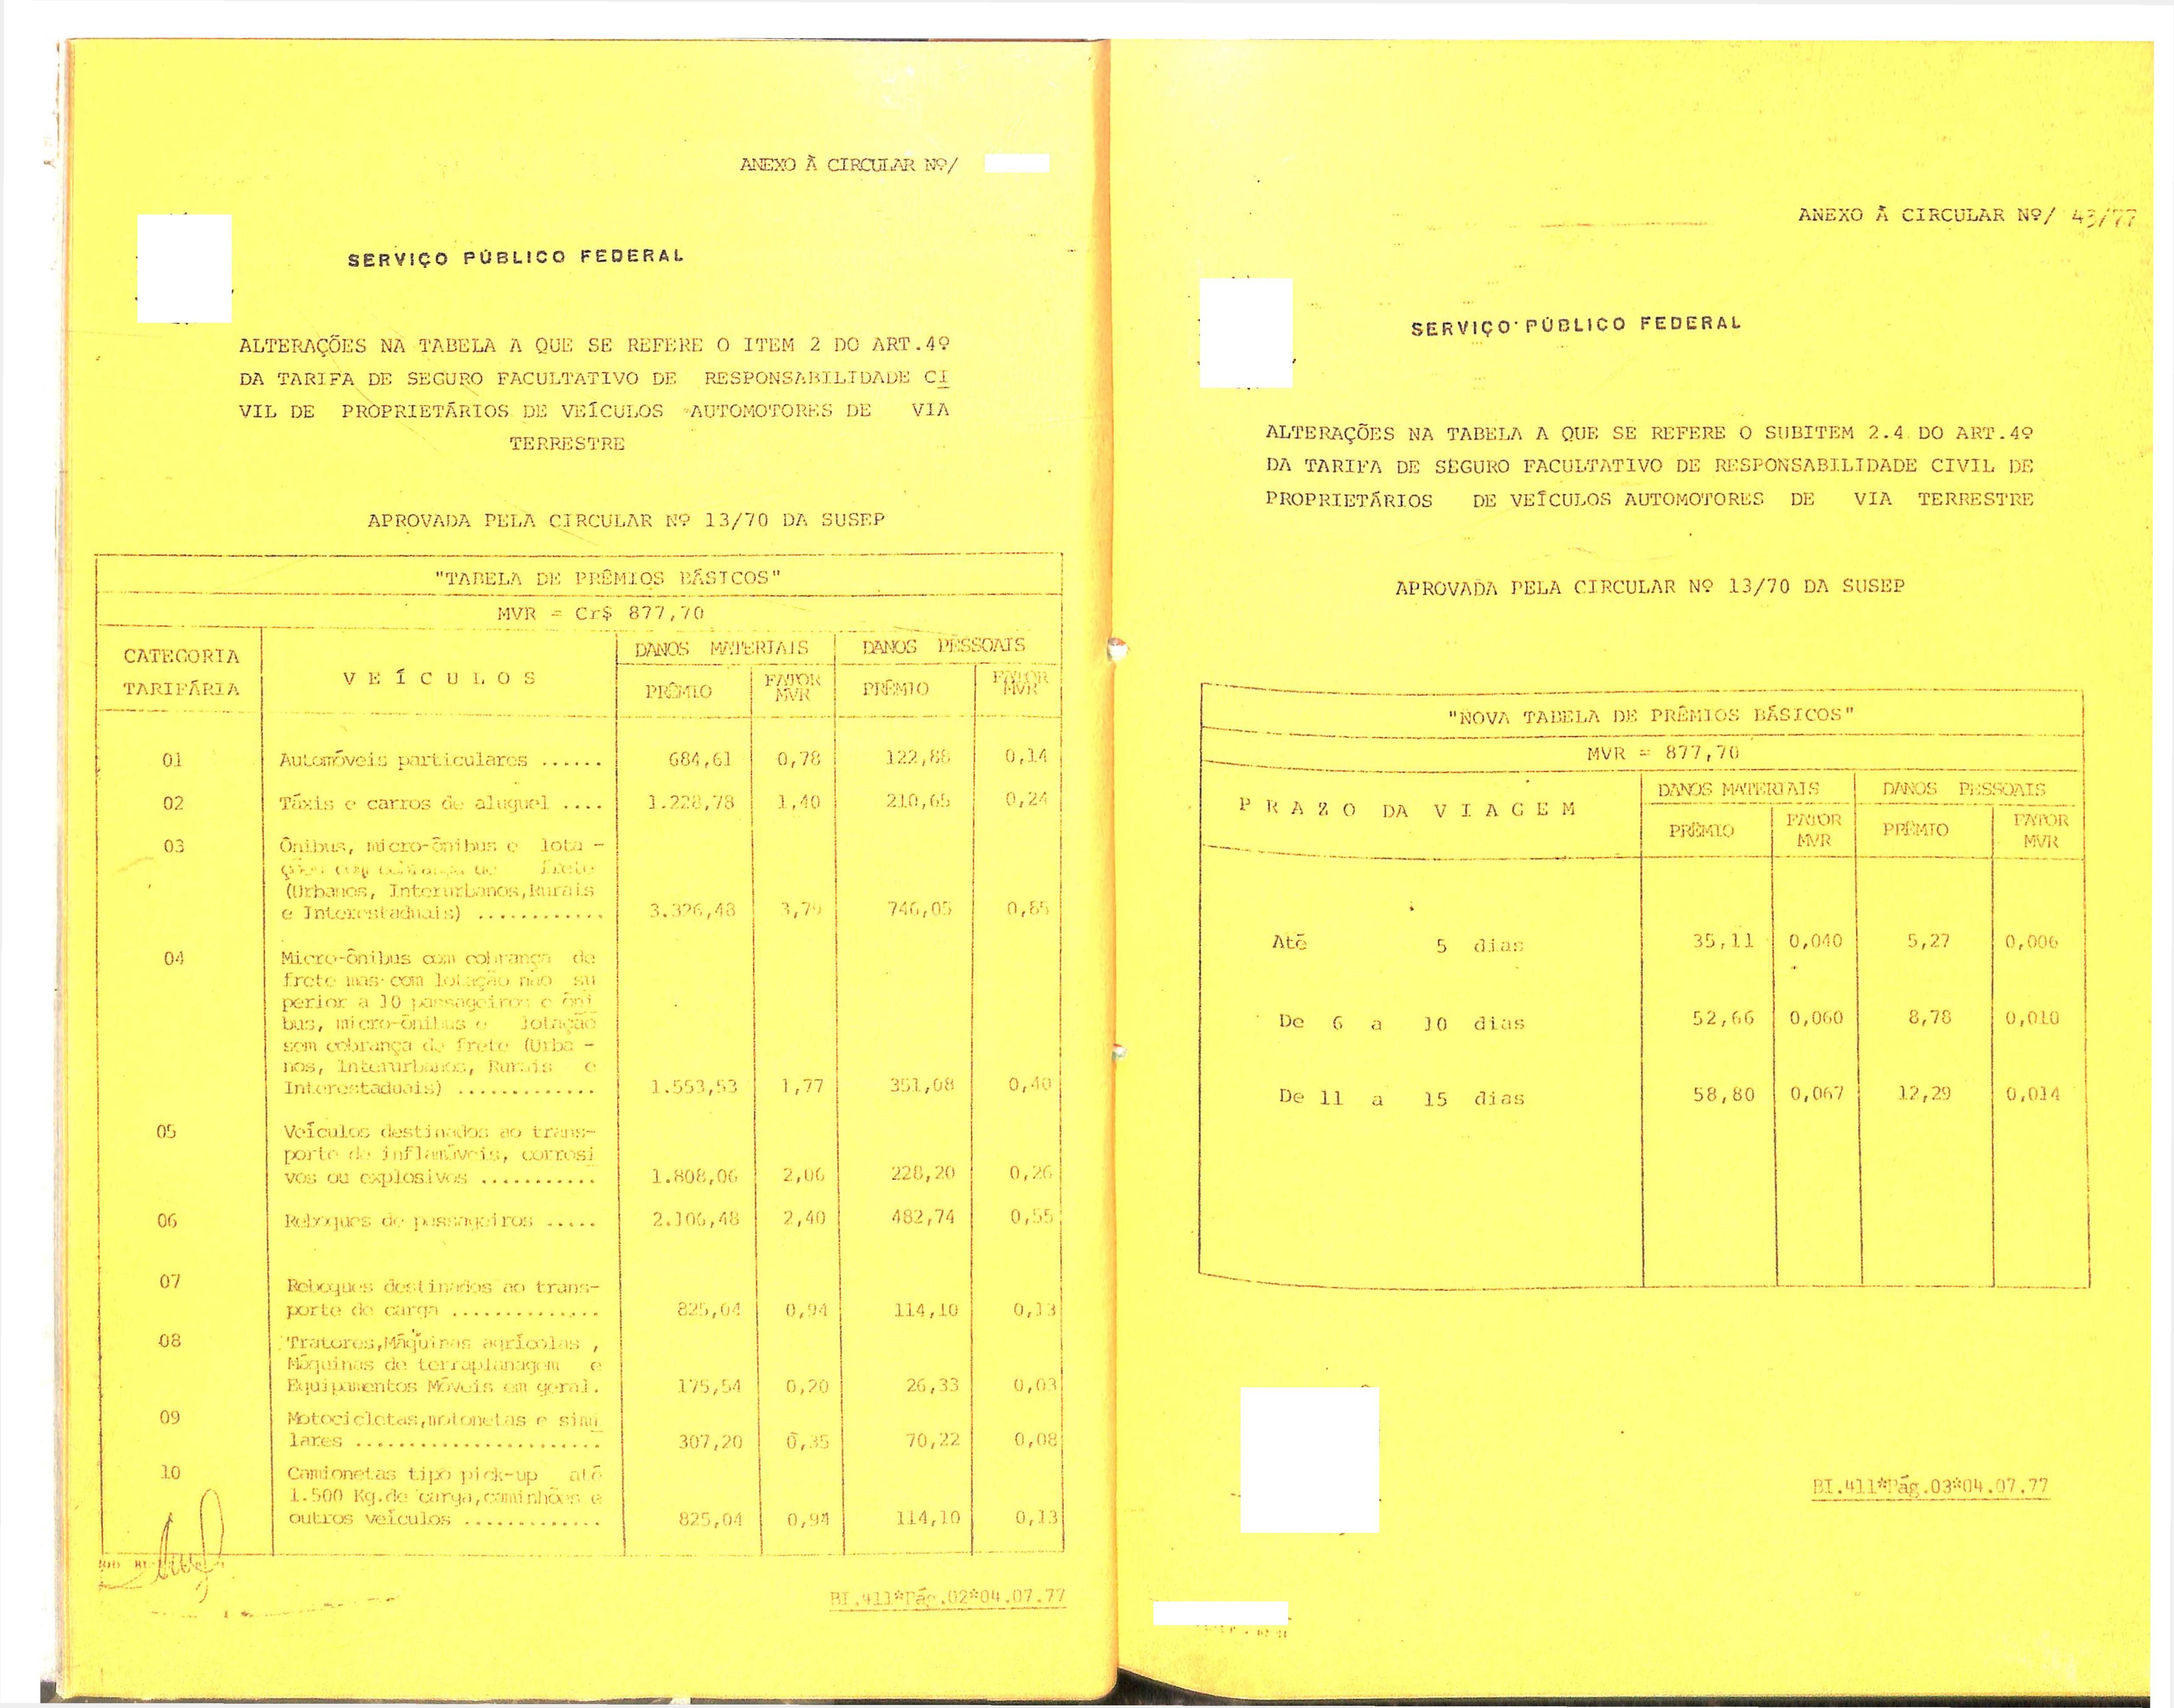 ANEXO À CIRCULAR Nº/
SERVIÇO PÚBLICO FEDERAL
ALTERAÇÕES NA TABELA A QUE SE REFERE O ITEM 2 DO ART.4º
DA TARIFA DE SEGURO FACULTATIVO DE RESPONSABILIDADE CI
VIL DE PROPRIETÁRIOS DE VEÍCULOS AUTOMOTORES DE VIA
TERRESTRE
APROVADA PELA CIRCULAR Nº 13/70 DA SUSEP
"TABELA DE PRÊMIOS BÁSICOS"
MVR = Cr$ 877,70
CATEGORIA TARIFÁRIA
VEÍCULOS
DANOS MATERIAIS DANOS PESSOAIS
PRÊMIO FATOR MVR PRÊMIO FATOR MVR
01 Automóveis particulares ...... 684,61 0,78 122,88 0,14
02 Táxis e carros de aluguel .... 1.228,78 1,40 210,65 0,24
03 Ônibus, micro-ônibus e lota -
ções com cobrança de frete
(Urbanos, Interurbanos,Rurais
e Interestaduais) ............ 3.326,48 3,79 746,05 0,85
04 Micro-ônibus com cobrança de
frete mas com lotação não su
perior a 10 passageiros e ôni
bus, micro-ônibus e lotação
sem cobrança de frete (Urba -
nos, Interurbanos, Rurais e
Interestaduais) ............. 1.553,53 1,77 351,08 0,40
05 Veículos destinados ao trans-
porte de inflamáveis, corrosi
vos ou explosivos ........... 1.808,06 2,06 228,20 0,26
06 Reboques de passageiros ..... 2.106,48 2,40 482,74 0,55
07 Reboques destinados ao trans-
porte de carga .............. 825,04 0,94 114,10 0,13
08 Tratores,Máquinas agrícolas ,
Máquinas de terraplanagem e
Equipamentos Móveis em geral. 175,54 0,20 26,33 0,03
09 Motocicletas,motonetas e simi
lares ....................... 307,20 0,35 70,22 0,08
10 Camionetas tipo pick-up até
1.500 Kg.de carga,caminhões e
outros veículos ............. 825,04 0,94 114,10 0,13
BI.411*Pág.02*04.07.77
ANEXO À CIRCULAR Nº/ 43/77
SERVIÇO PÚBLICO FEDERAL
ALTERAÇÕES NA TABELA A QUE SE REFERE O SUBITEM 2.4 DO ART.4º
DA TARIFA DE SEGURO FACULTATIVO DE RESPONSABILIDADE CIVIL DE
PROPRIETÁRIOS DE VEÍCULOS AUTOMOTORES DE VIA TERRESTRE
APROVADA PELA CIRCULAR Nº 13/70 DA SUSEP
"NOVA TABELA DE PRÊMIOS BÁSICOS"
MVR = 877,70
PRAZO DA VIAGEM
DANOS MATERIAIS DANOS PESSOAIS
PRÊMIO FATOR MVR PRÊMIO FATOR MVR
Até 5 dias 35,11 0,040 5,27 0,006
De 6 a 10 dias 52,66 0,060 8,78 0,010
De 11 a 15 dias 58,80 0,067 12,29 0,014
BI.411*Pág.03*04.07.77